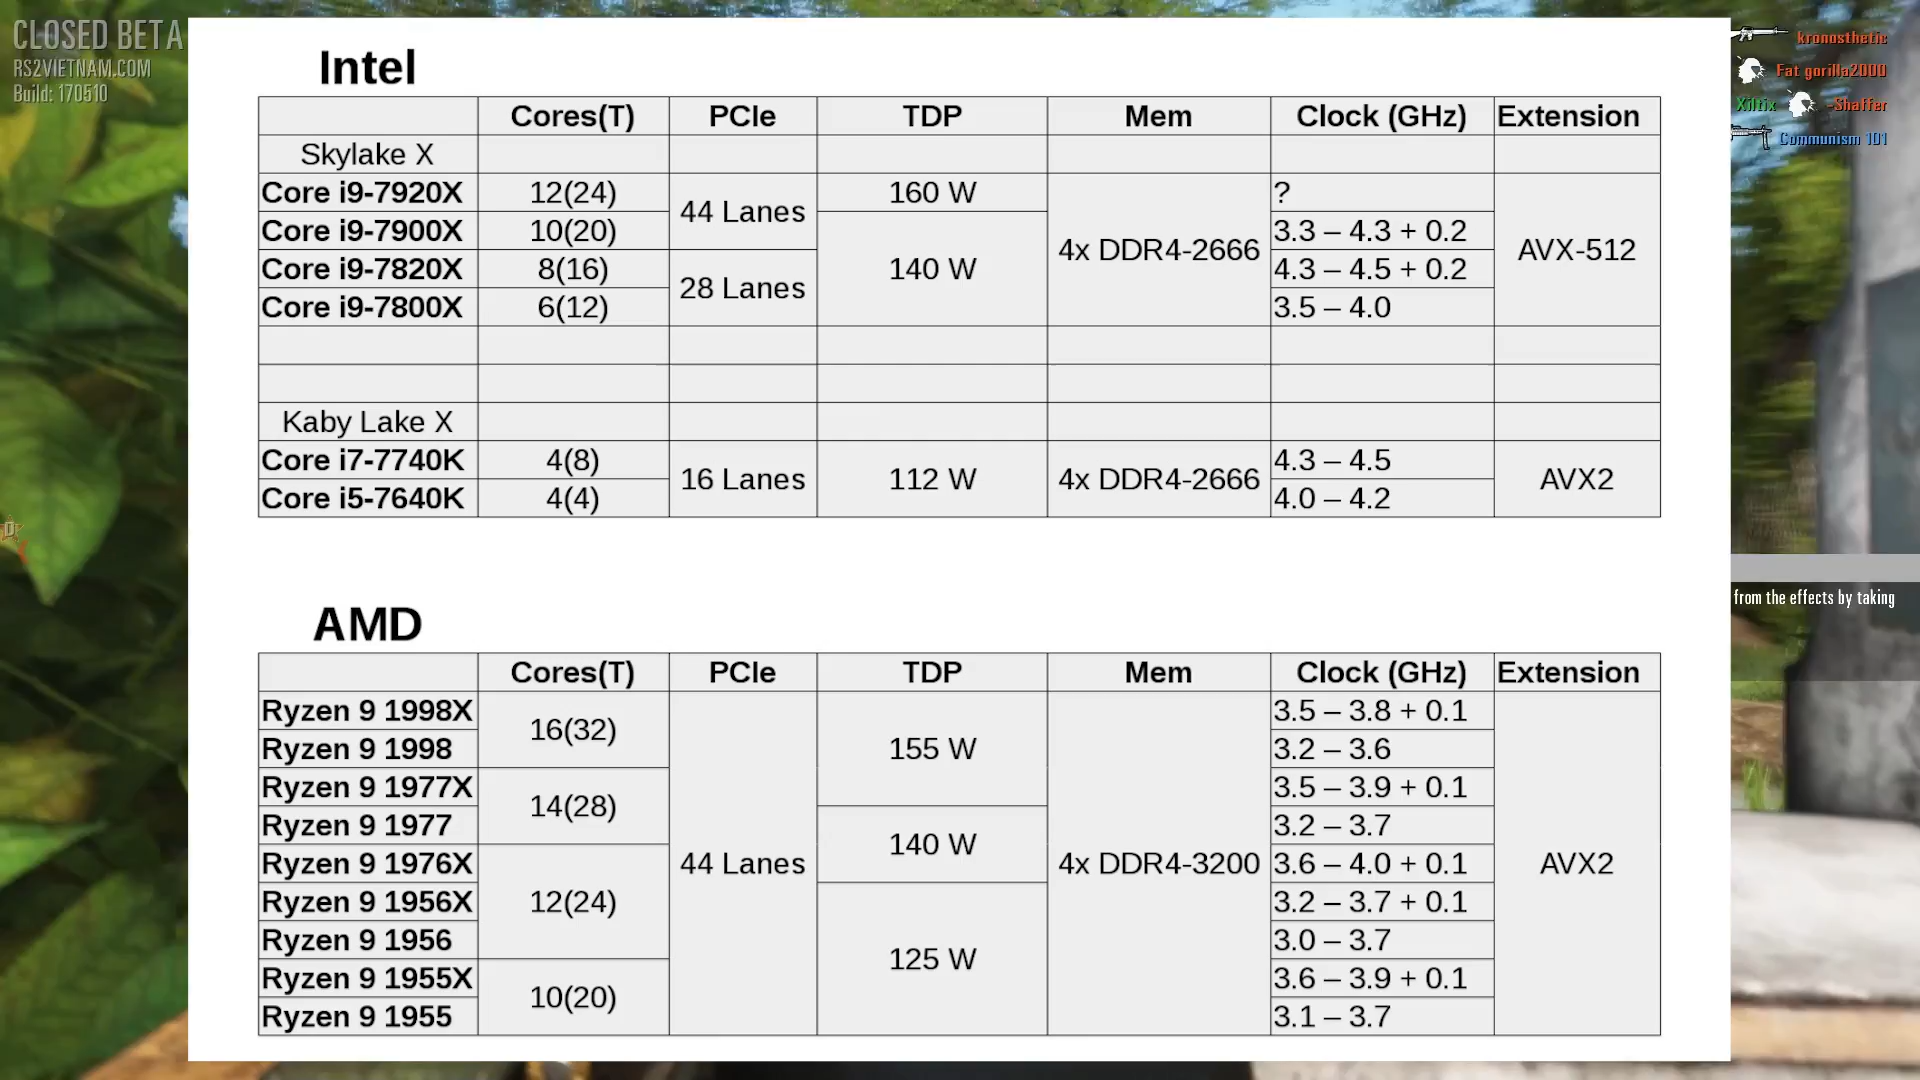 CLOSED BETA
RS2VIETNAM.COM
Build: 170510
kronosthetic
Fat gorilla2000
Xiltix -Shaffer
Communism 101
Intel
Cores(T) PCIe TDP Mem Clock (GHz) Extension
Skylake X
Core i9-7920X 12(24) 44 Lanes 160 W 4x DDR4-2666 ? AVX-512
Core i9-7900X 10(20) 140 W 3.3 – 4.3 + 0.2
Core i9-7820X 8(16) 28 Lanes 4.3 – 4.5 + 0.2
Core i9-7800X 6(12) 3.5 – 4.0
Kaby Lake X
Core i7-7740K 4(8) 16 Lanes 112 W 4x DDR4-2666 4.3 – 4.5 AVX2
Core i5-7640K 4(4) 4.0 – 4.2
D
from the effects by taking
AMD
Cores(T) PCIe TDP Mem Clock (GHz) Extension
Ryzen 9 1998X 16(32) 44 Lanes 155 W 4x DDR4-3200 3.5 – 3.8 + 0.1 AVX2
Ryzen 9 1998 3.2 – 3.6
Ryzen 9 1977X 14(28) 3.5 – 3.9 + 0.1
Ryzen 9 1977 140 W 3.2 – 3.7
Ryzen 9 1976X 12(24) 3.6 – 4.0 + 0.1
Ryzen 9 1956X 125 W 3.2 – 3.7 + 0.1
Ryzen 9 1956 3.0 – 3.7
Ryzen 9 1955X 10(20) 3.6 – 3.9 + 0.1
Ryzen 9 1955 3.1 – 3.7